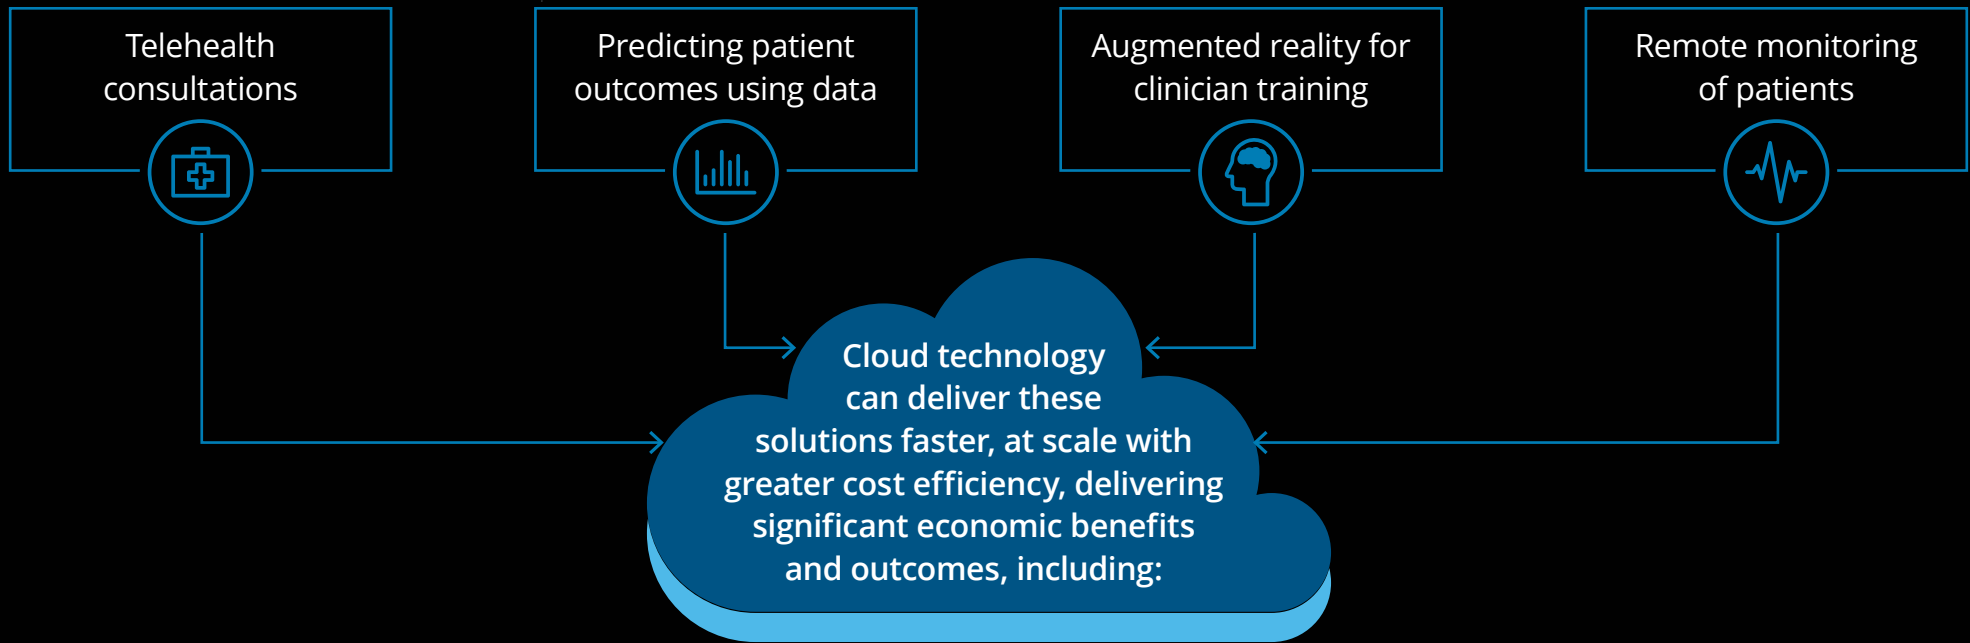 Telehealth
consultations
Predicting patient
outcomes using data
Augmented reality for
clinician training
Remote monitoring
of patients
Cloud technology
can deliver these
solutions faster, at scale with
greater cost efficiency, delivering
significant economic benefits
and outcomes, including: